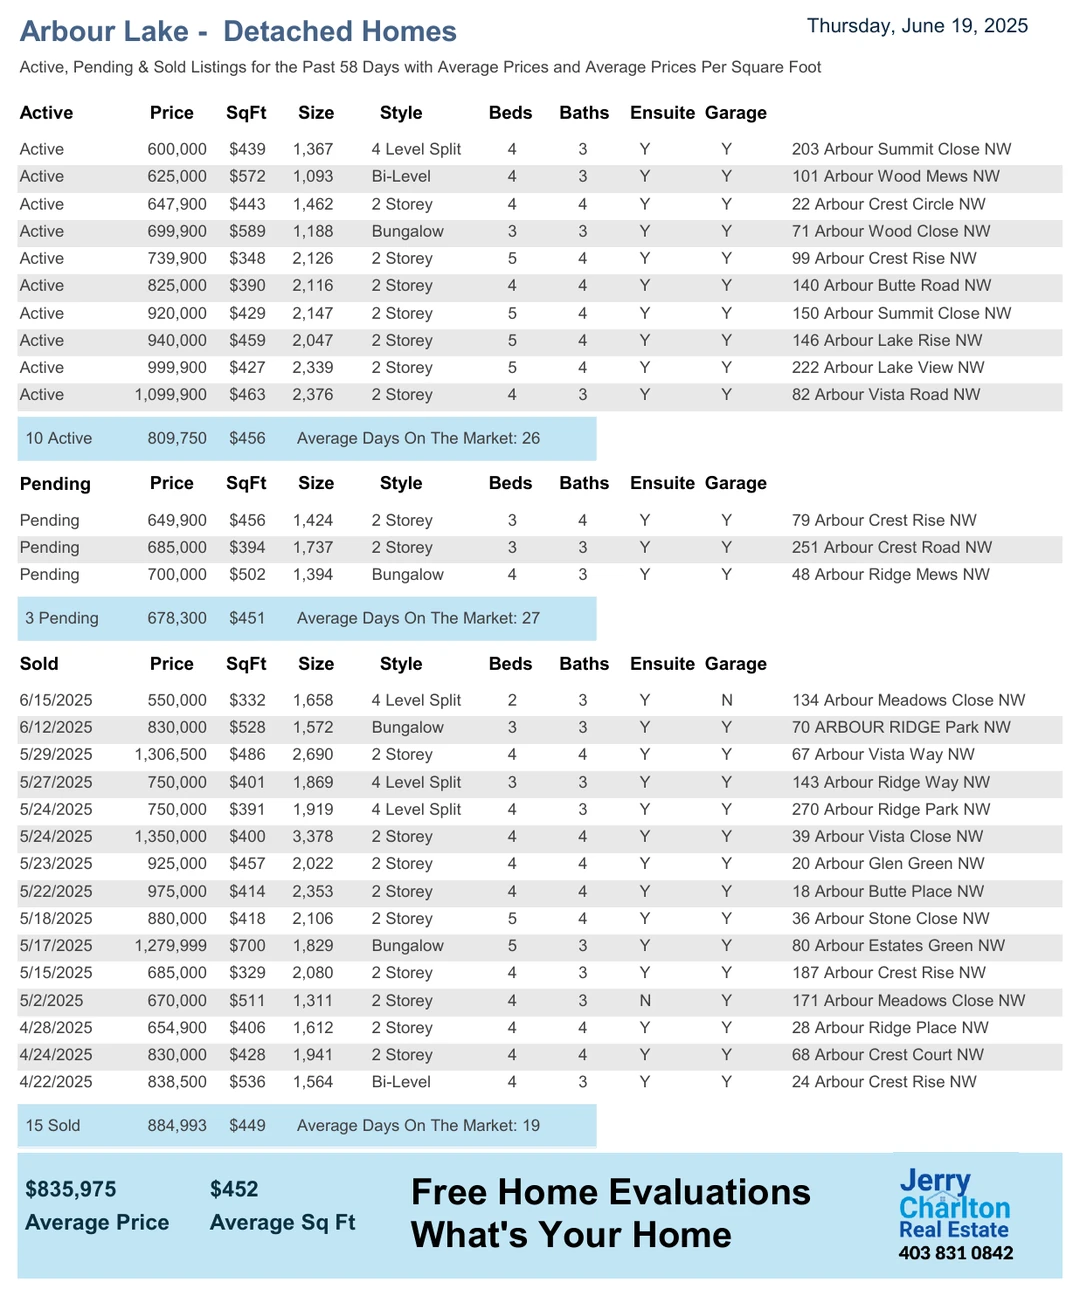 Arbour Lake -  Detached Homes
Thursday, June 19, 2025
Active, Pending & Sold Listings for the Past 58 Days with Average Prices and Average Prices Per Square Foot
Active Price SqFt Size Style Beds Baths Ensuite Garage
Active 600,000 $439 1,367 4 Level Split 4 3 Y Y 203 Arbour Summit Close NW
Active 625,000 $572 1,093 Bi-Level 4 3 Y Y 101 Arbour Wood Mews NW
Active 647,900 $443 1,462 2 Storey 4 4 Y Y 22 Arbour Crest Circle NW
Active 699,900 $589 1,188 Bungalow 3 3 Y Y 71 Arbour Wood Close NW
Active 739,900 $348 2,126 2 Storey 5 4 Y Y 99 Arbour Crest Rise NW
Active 825,000 $390 2,116 2 Storey 4 4 Y Y 140 Arbour Butte Road NW
Active 920,000 $429 2,147 2 Storey 5 4 Y Y 150 Arbour Summit Close NW
Active 940,000 $459 2,047 2 Storey 5 4 Y Y 146 Arbour Lake Rise NW
Active 999,900 $427 2,339 2 Storey 5 4 Y Y 222 Arbour Lake View NW
Active 1,099,900 $463 2,376 2 Storey 4 3 Y Y 82 Arbour Vista Road NW
10 Active 809,750 $456 Average Days On The Market: 26
Pending Price SqFt Size Style Beds Baths Ensuite Garage
Pending 649,900 $456 1,424 2 Storey 3 4 Y Y 79 Arbour Crest Rise NW
Pending 685,000 $394 1,737 2 Storey 3 3 Y Y 251 Arbour Crest Road NW
Pending 700,000 $502 1,394 Bungalow 4 3 Y Y 48 Arbour Ridge Mews NW
3 Pending 678,300 $451 Average Days On The Market: 27
Sold Price SqFt Size Style Beds Baths Ensuite Garage
6/15/2025 550,000 $332 1,658 4 Level Split 2 3 Y N 134 Arbour Meadows Close NW
6/12/2025 830,000 $528 1,572 Bungalow 3 3 Y Y 70 ARBOUR RIDGE Park NW
5/29/2025 1,306,500 $486 2,690 2 Storey 4 4 Y Y 67 Arbour Vista Way NW
5/27/2025 750,000 $401 1,869 4 Level Split 3 3 Y Y 143 Arbour Ridge Way NW
5/24/2025 750,000 $391 1,919 4 Level Split 4 3 Y Y 270 Arbour Ridge Park NW
5/24/2025 1,350,000 $400 3,378 2 Storey 4 4 Y Y 39 Arbour Vista Close NW
5/23/2025 925,000 $457 2,022 2 Storey 4 4 Y Y 20 Arbour Glen Green NW
5/22/2025 975,000 $414 2,353 2 Storey 4 4 Y Y 18 Arbour Butte Place NW
5/18/2025 880,000 $418 2,106 2 Storey 5 4 Y Y 36 Arbour Stone Close NW
5/17/2025 1,279,999 $700 1,829 Bungalow 5 3 Y Y 80 Arbour Estates Green NW
5/15/2025 685,000 $329 2,080 2 Storey 4 3 Y Y 187 Arbour Crest Rise NW
5/2/2025 670,000 $511 1,311 2 Storey 4 3 N Y 171 Arbour Meadows Close NW
4/28/2025 654,900 $406 1,612 2 Storey 4 4 Y Y 28 Arbour Ridge Place NW
4/24/2025 830,000 $428 1,941 2 Storey 4 4 Y Y 68 Arbour Crest Court NW
4/22/2025 838,500 $536 1,564 Bi-Level 4 3 Y Y 24 Arbour Crest Rise NW
15 Sold 884,993 $449 Average Days On The Market: 19
$835,975 $452
Average Price Average Sq Ft
Free Home Evaluations
What's Your Home
Jerry
Charlton
Real Estate
403 831 0842